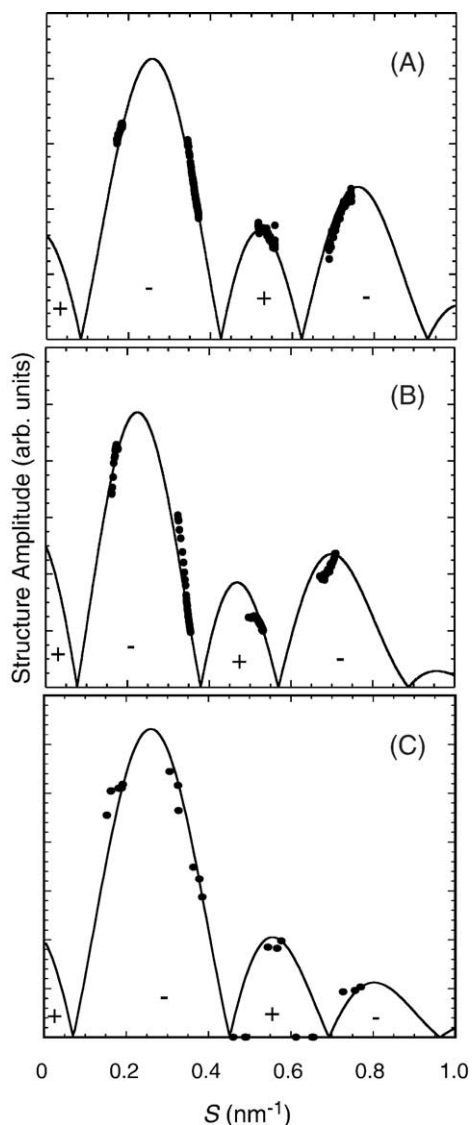 (A)
+ - + -
(B)
+ - + -
(C)
+ - + -
Structure Amplitude (arb. units)
0 0.2 0.4 0.6 0.8 1.0
S (nm-1)